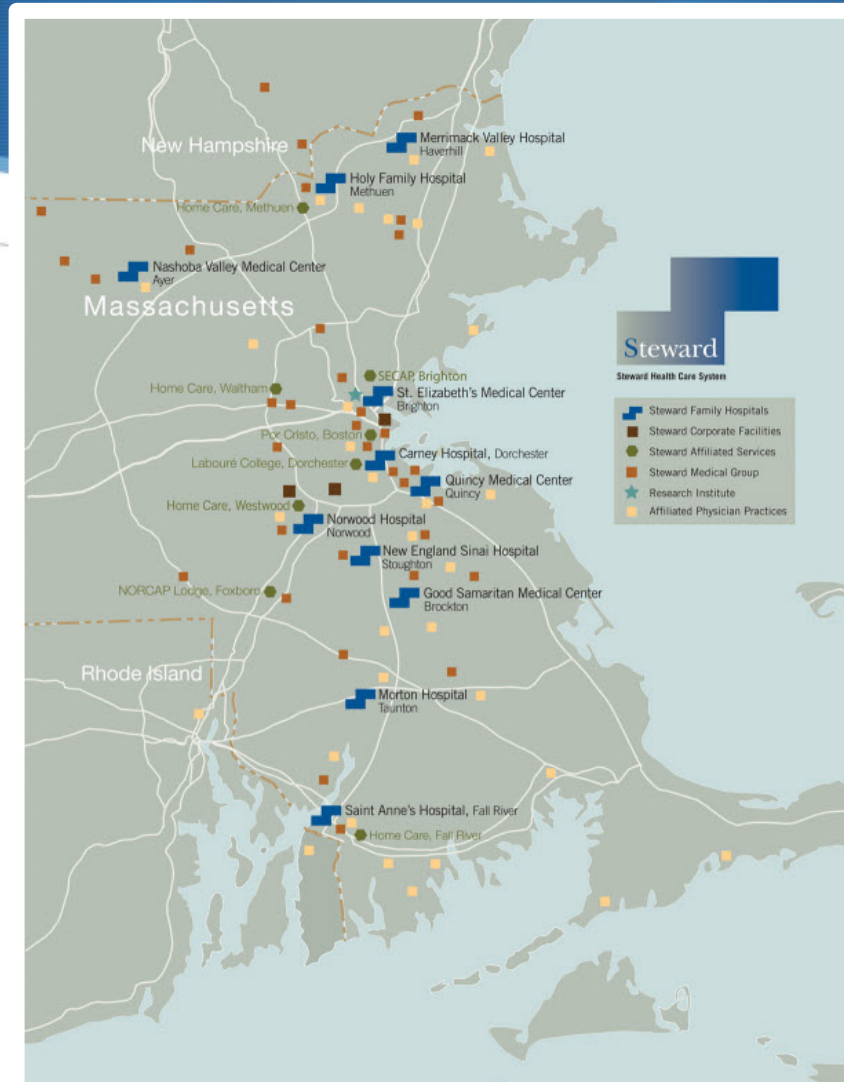 New Hampshire
Merrimack Valley Hospital
Haverhill
Holy Family Hospital
Methuen
Home Care, Methuen
Nashoba Valley Medical Center
Ayer
Massachusetts
SECAP, Brighton
Home Care, Waltham
St. Elizabeth's Medical Center
Brighton
Por Cristo, Boston
Carney Hospital, Dorchester
Labouré College, Dorchester
Quincy Medical Center
Quincy
Home Care, Westwood
Norwood Hospital
Norwood
New England Sinai Hospital
Stoughton
NORCAP Lodge, Foxboro
Good Samaritan Medical Center
Brockton
Rhode Island
Morton Hospital
Taunton
Saint Anne's Hospital, Fall River
Home Care, Fall River
Steward
Steward Health Care System
Steward Family Hospitals
Steward Corporate Facilities
Steward Affiliated Services
Steward Medical Group
Research Institute
Affiliated Physician Practices